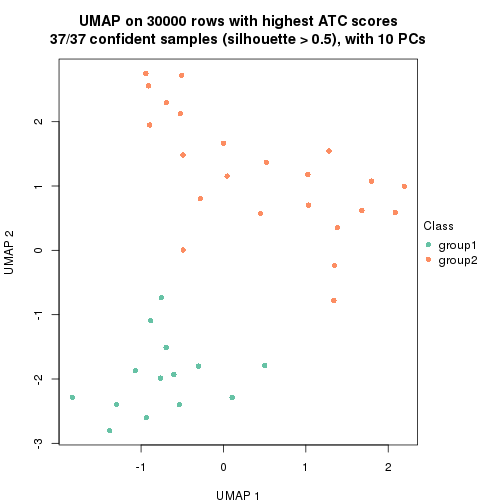 UMAP on 30000 rows with highest ATC scores
37/37 confident samples (silhouette > 0.5), with 10 PCs
2
1
0
-1
-2
-3
UMAP 2
-1
0
1
2
UMAP 1
Class
group1
group2